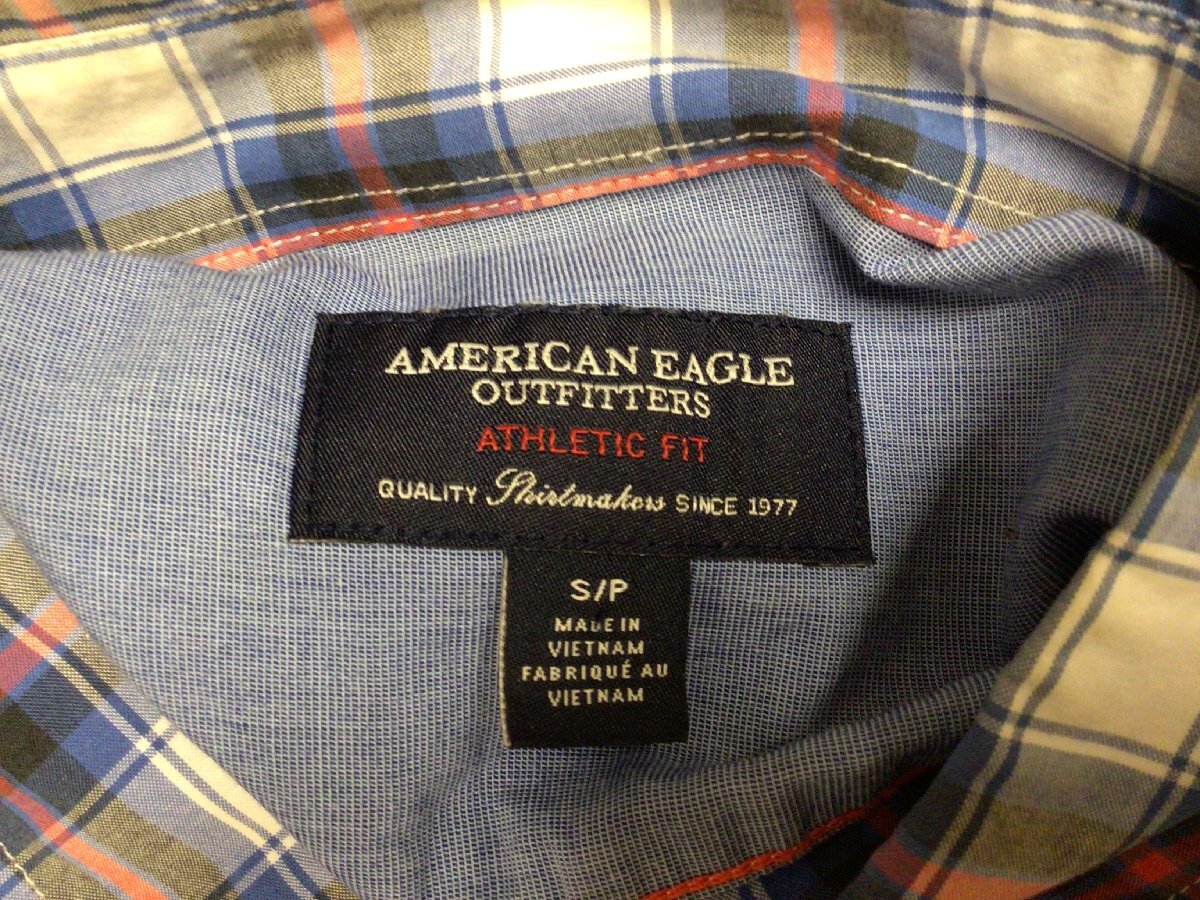 AMERICAN EAGLE
OUTFITTERS
ATHLETIC FIT
QUALITY Shirtmakers SINCE 1977
S/P
MADE IN
VIETNAM
FABRIQUÉ AU
VIETNAM